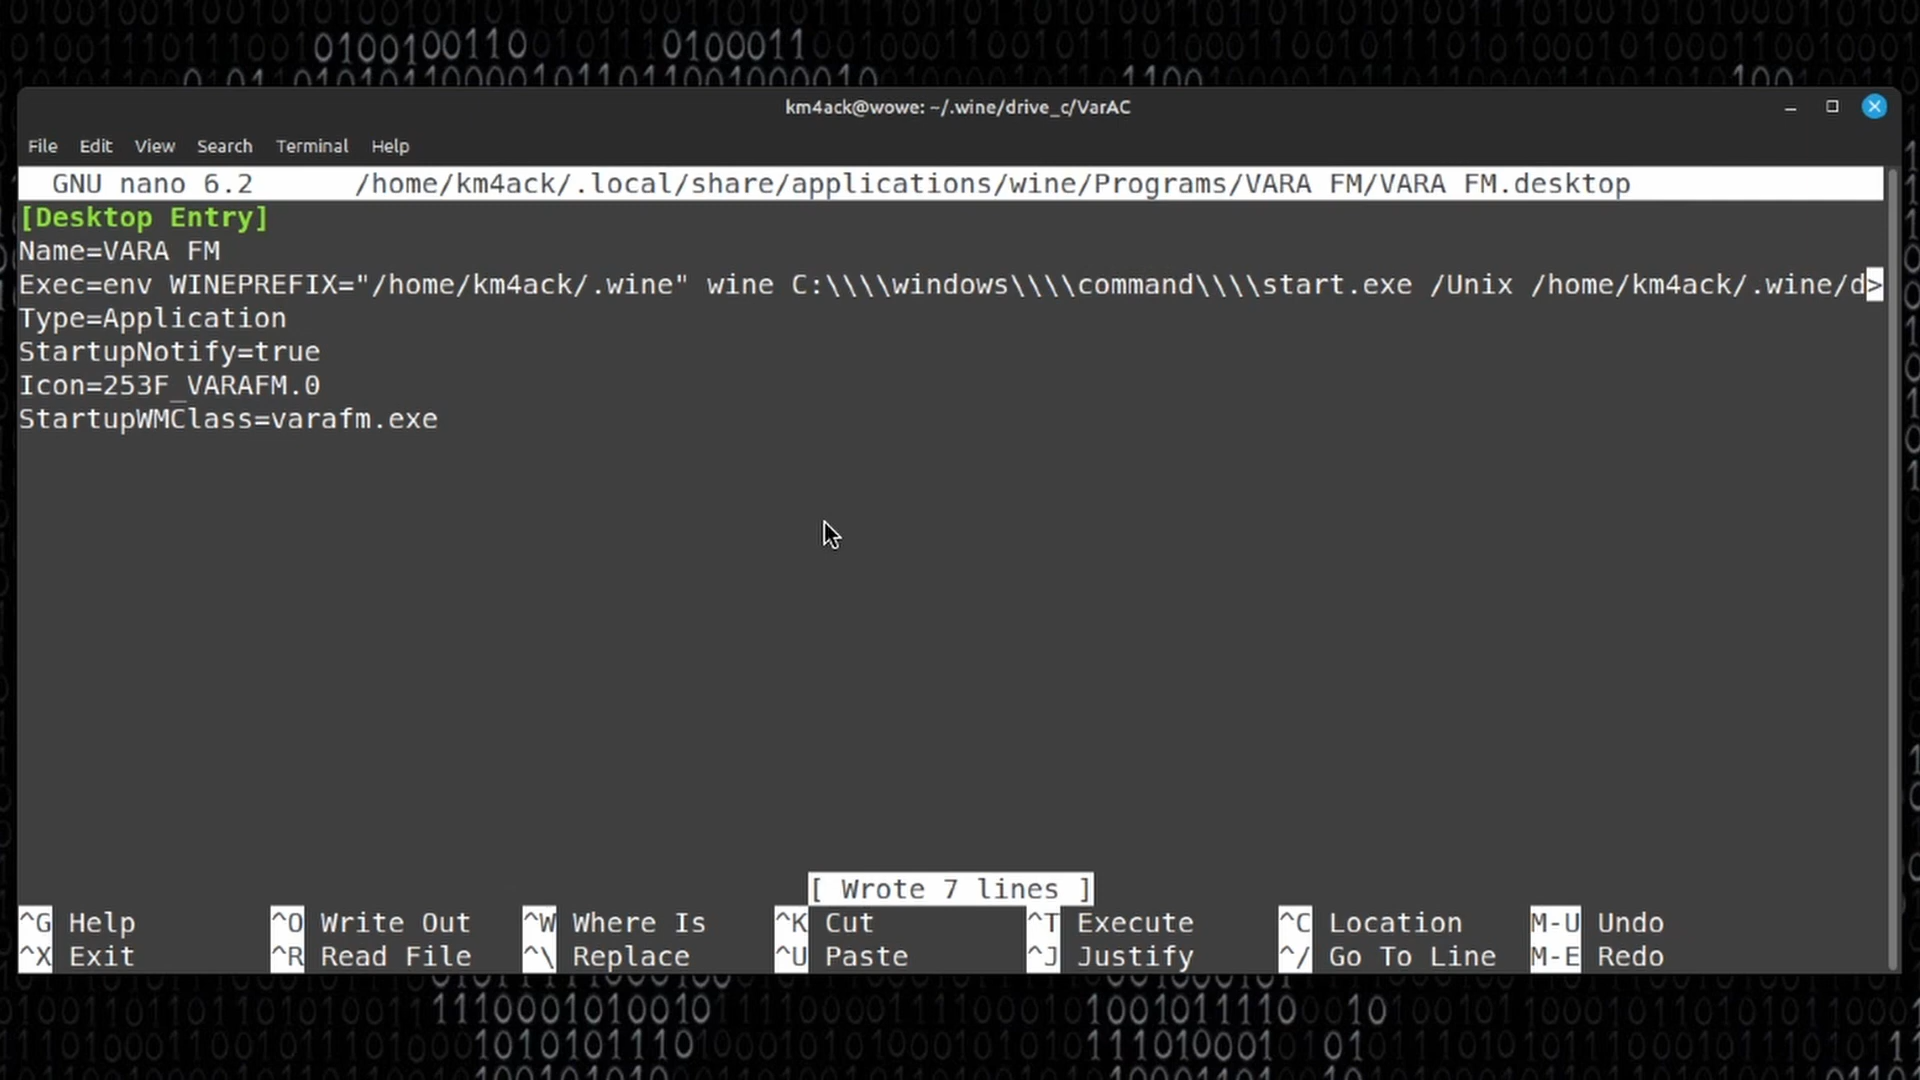 km4ack@wowe: ~/.wine/drive_c/VarAC
File Edit View Search Terminal Help
GNU nano 6.2 /home/km4ack/.local/share/applications/wine/Programs/VARA FM/VARA FM.desktop
[Desktop Entry]
Name=VARA FM
Exec=env WINEPREFIX="/home/km4ack/.wine" wine C:\\\\windows\\\\command\\\\start.exe /Unix /home/km4ack/.wine/d>
Type=Application
StartupNotify=true
Icon=253F_VARAFM.0
StartupWMClass=varafm.exe
[ Wrote 7 lines ]
^G Help ^O Write Out ^W Where Is ^K Cut ^T Execute ^C Location M-U Undo
^X Exit ^R Read File ^\ Replace ^U Paste ^J Justify ^/ Go To Line M-E Redo